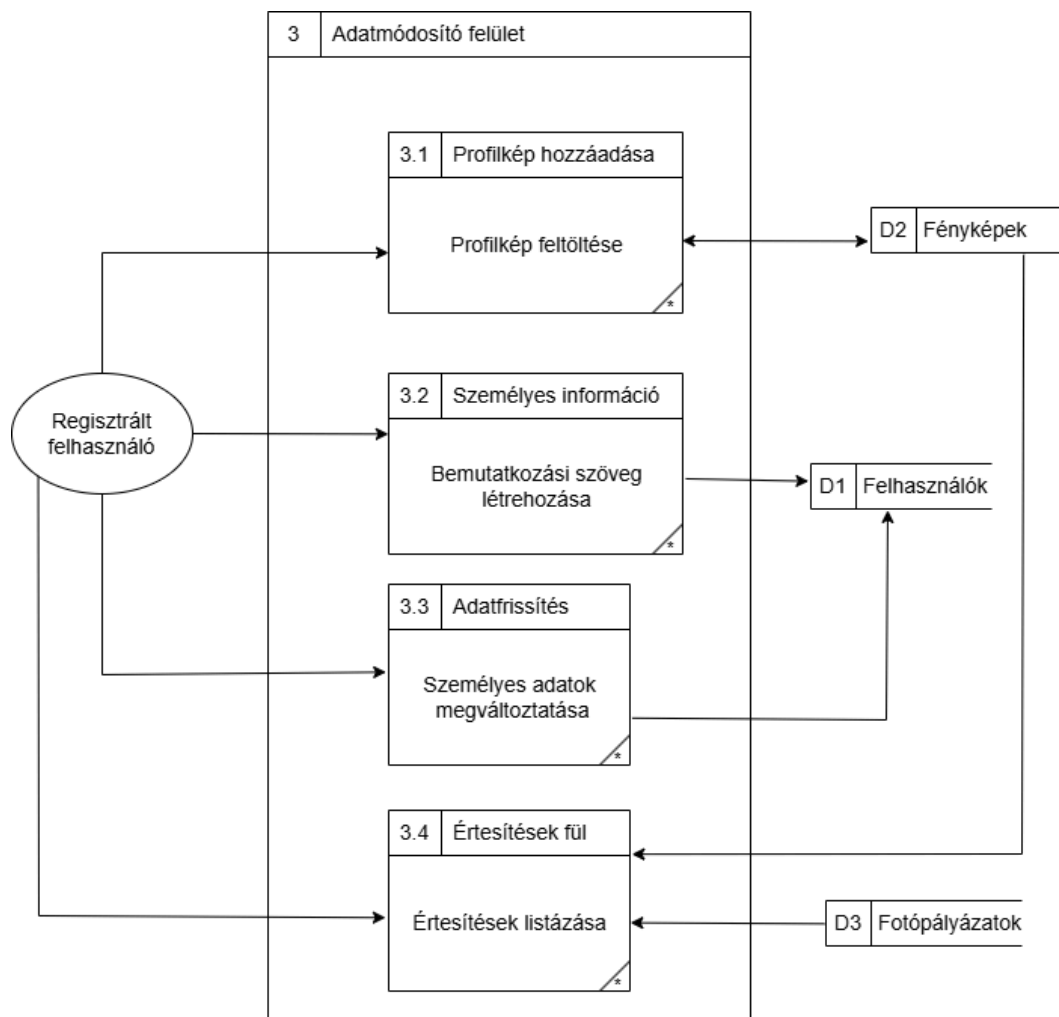 3 Adatmódosító felület
3.1 Profilkép hozzáadása
Profilkép feltöltése
*
D2 Fényképek
Regisztrált
felhasználó
3.2 Személyes információ
Bemutatkozási szöveg
létrehozása
*
D1 Felhasználók
3.3 Adatfrissítés
Személyes adatok
megváltoztatása
*
3.4 Értesítések fül
Értesítések listázása
*
D3 Fotópályázatok